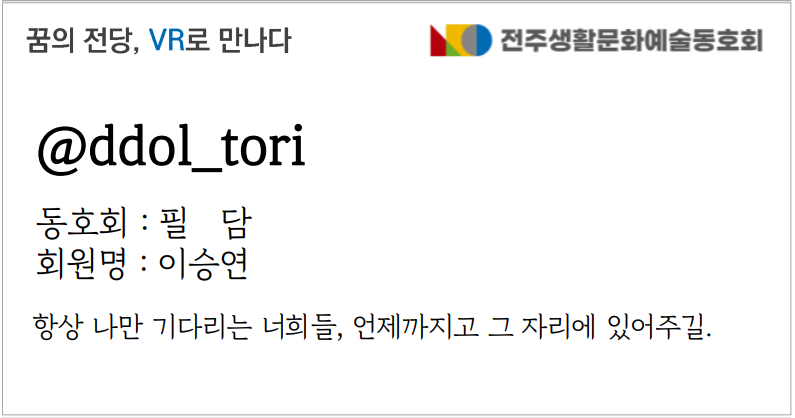 꿈의 전당, VR로 만나다
전주생활문화예술동호회
@ddol_tori
동호회 : 필 담
회원명 : 이승연
항상 나만 기다리는 너희들, 언제까지고 그 자리에 있어주길.